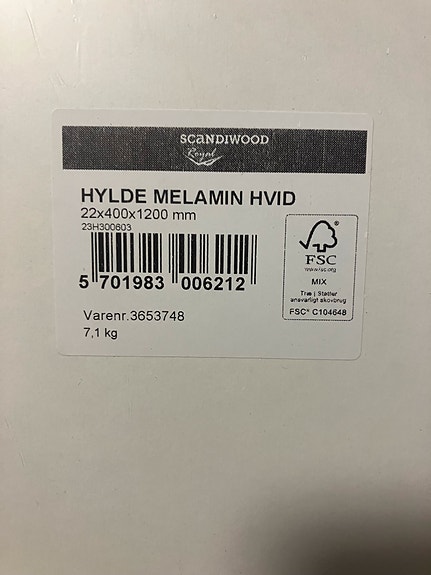 SCANDIWOOD
Royal
HYLDE MELAMIN HVID
22x400x1200 mm
23H300603
5 701983 006212
Varenr.3653748
7,1 kg
FSC
www.fsc.org
MIX
Træ | Støtter
ansvarligt skovbrug
FSC® C104648